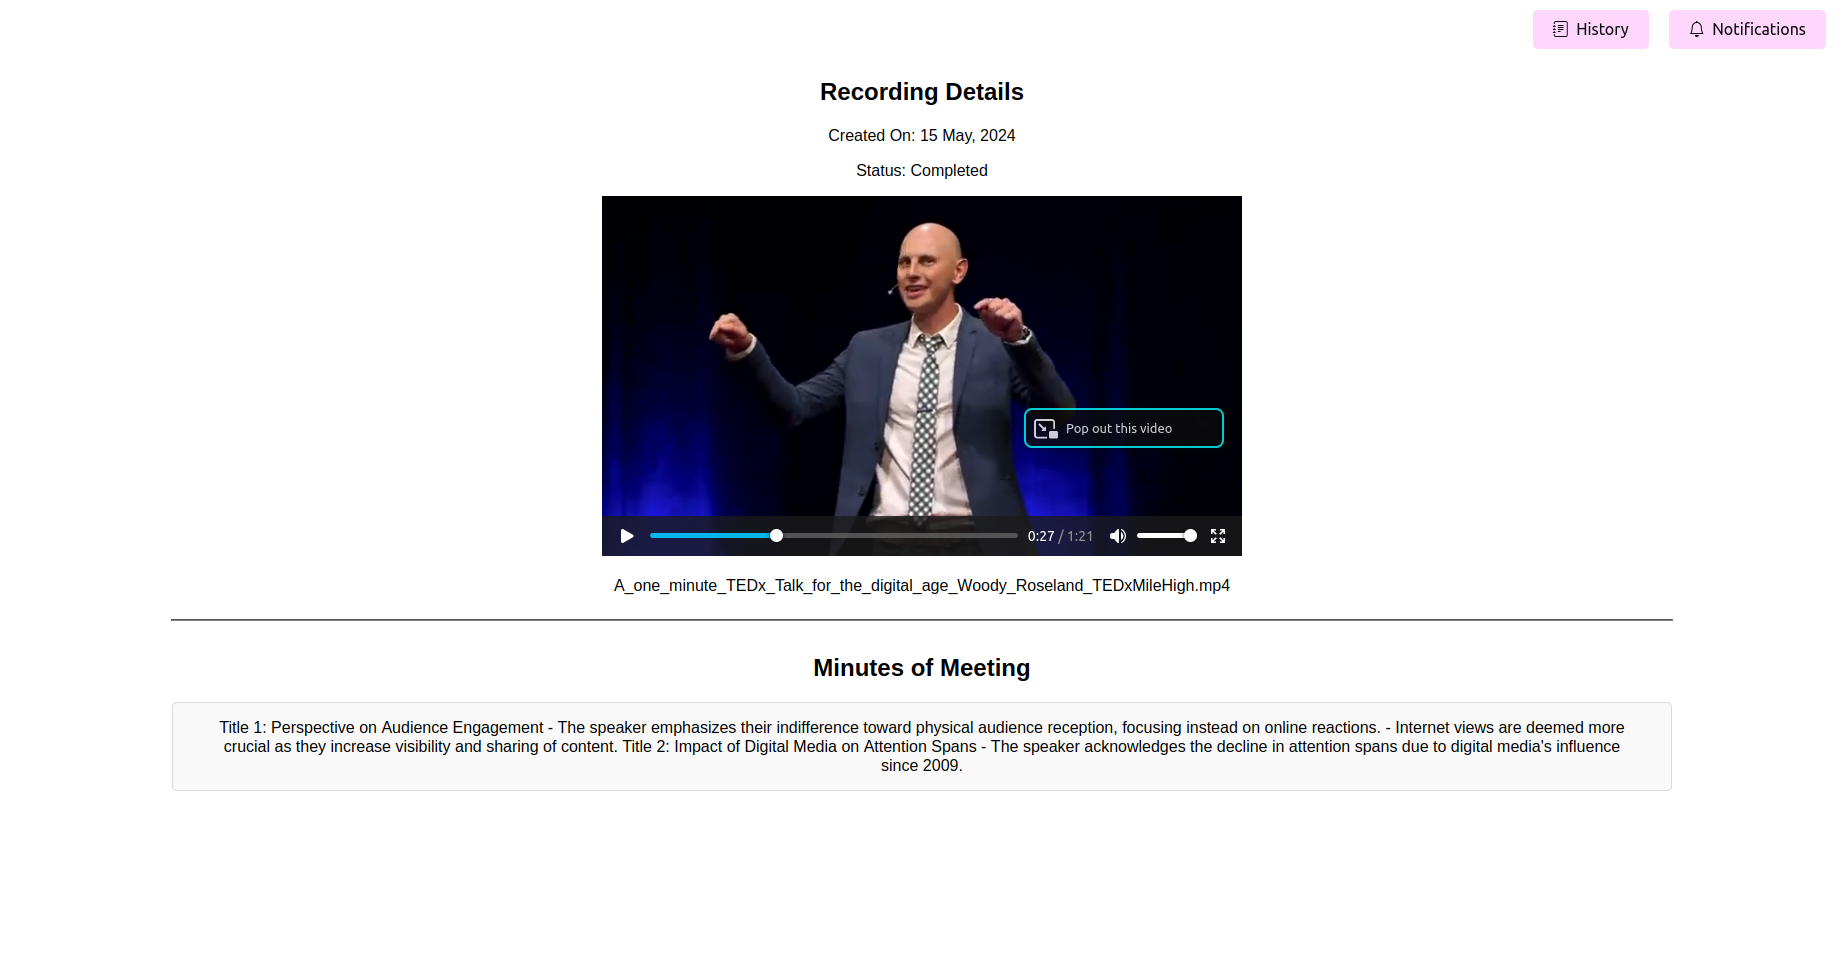 History
Notifications
Recording Details
Created On: 15 May, 2024
Status: Completed
Pop out this video
0:27 / 1:21
A_one_minute_TEDx_Talk_for_the_digital_age_Woody_Roseland_TEDxMileHigh.mp4
Minutes of Meeting
Title 1: Perspective on Audience Engagement - The speaker emphasizes their indifference toward physical audience reception, focusing instead on online reactions. - Internet views are deemed more
crucial as they increase visibility and sharing of content. Title 2: Impact of Digital Media on Attention Spans - The speaker acknowledges the decline in attention spans due to digital media's influence
since 2009.